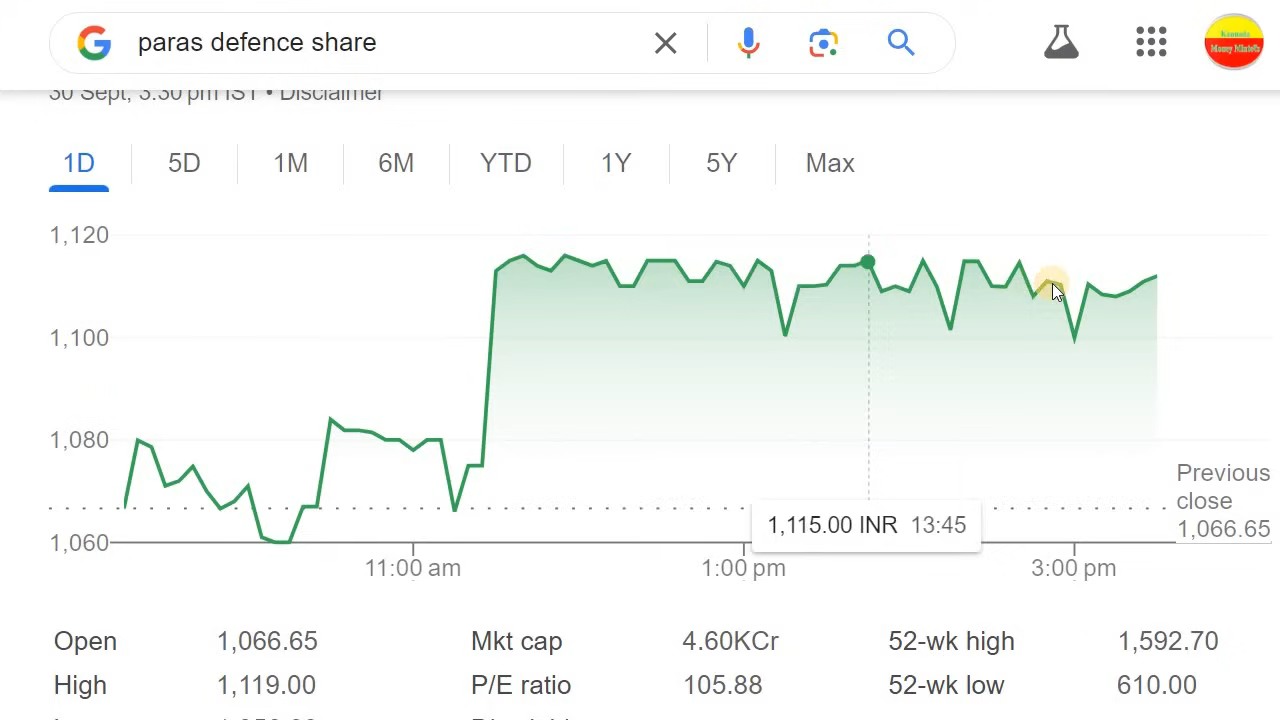 paras defence share
30 Sept, 3:30 pm IST • Disclaimer
1D 5D 1M 6M YTD 1Y 5Y Max
1,120
1,100
1,080
1,060
Previous
close
1,066.65
1,115.00 INR 13:45
11:00 am 1:00 pm 3:00 pm
Open 1,066.65 Mkt cap 4.60KCr 52-wk high 1,592.70
High 1,119.00 P/E ratio 105.88 52-wk low 610.00